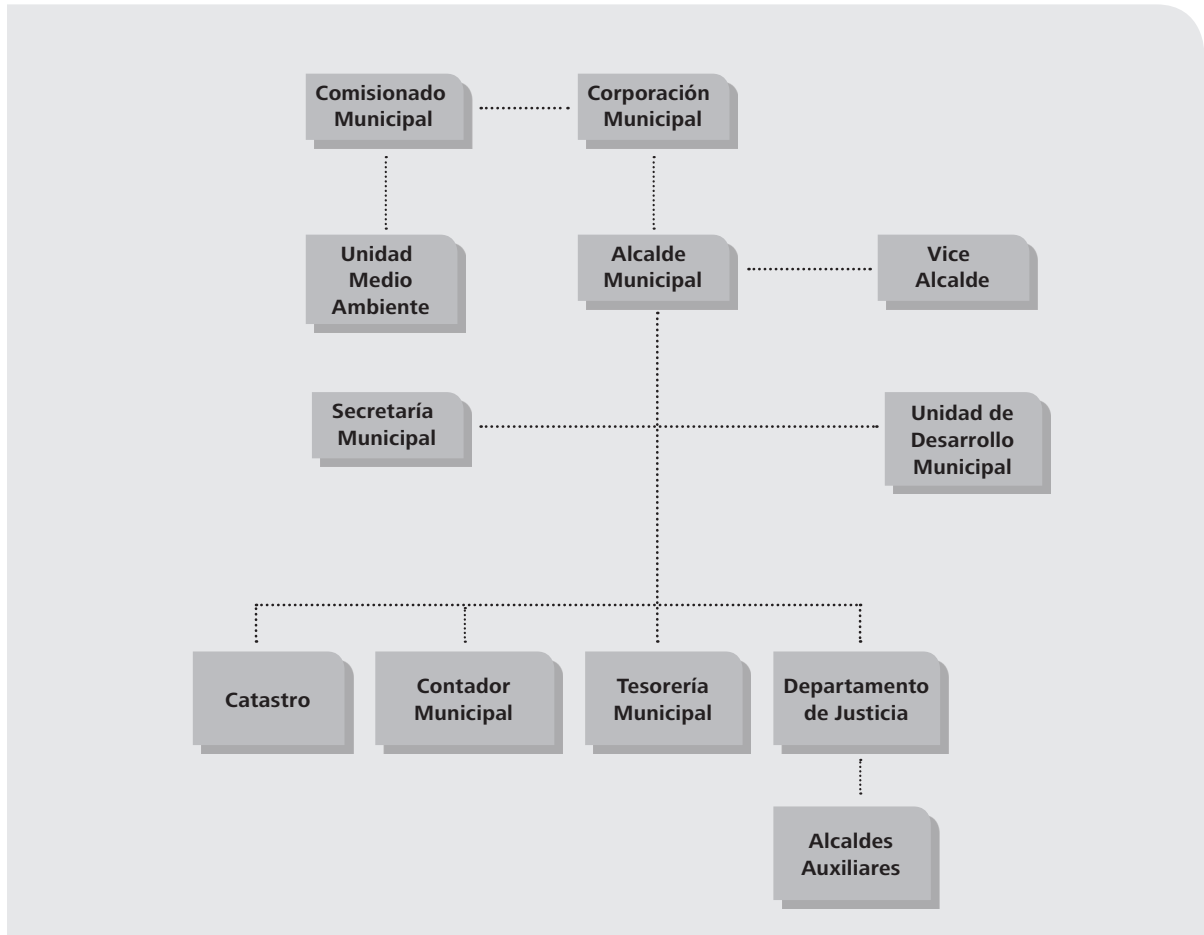 Comisionado
Municipal
Corporación
Municipal
Unidad
Medio
Ambiente
Alcalde
Municipal
Vice
Alcalde
Secretaría
Municipal
Unidad de
Desarrollo
Municipal
Catastro
Contador
Municipal
Tesorería
Municipal
Departamento
de Justicia
Alcaldes
Auxiliares